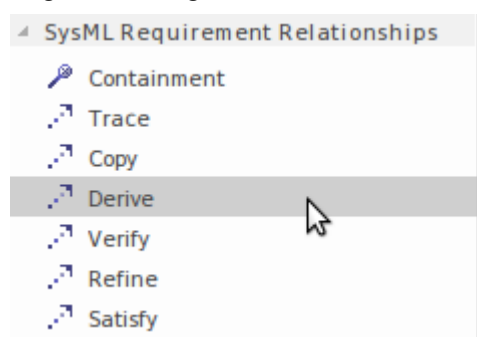 SysML Requirement Relationships
Containment
Trace
Copy
Derive
Verify
Refine
Satisfy